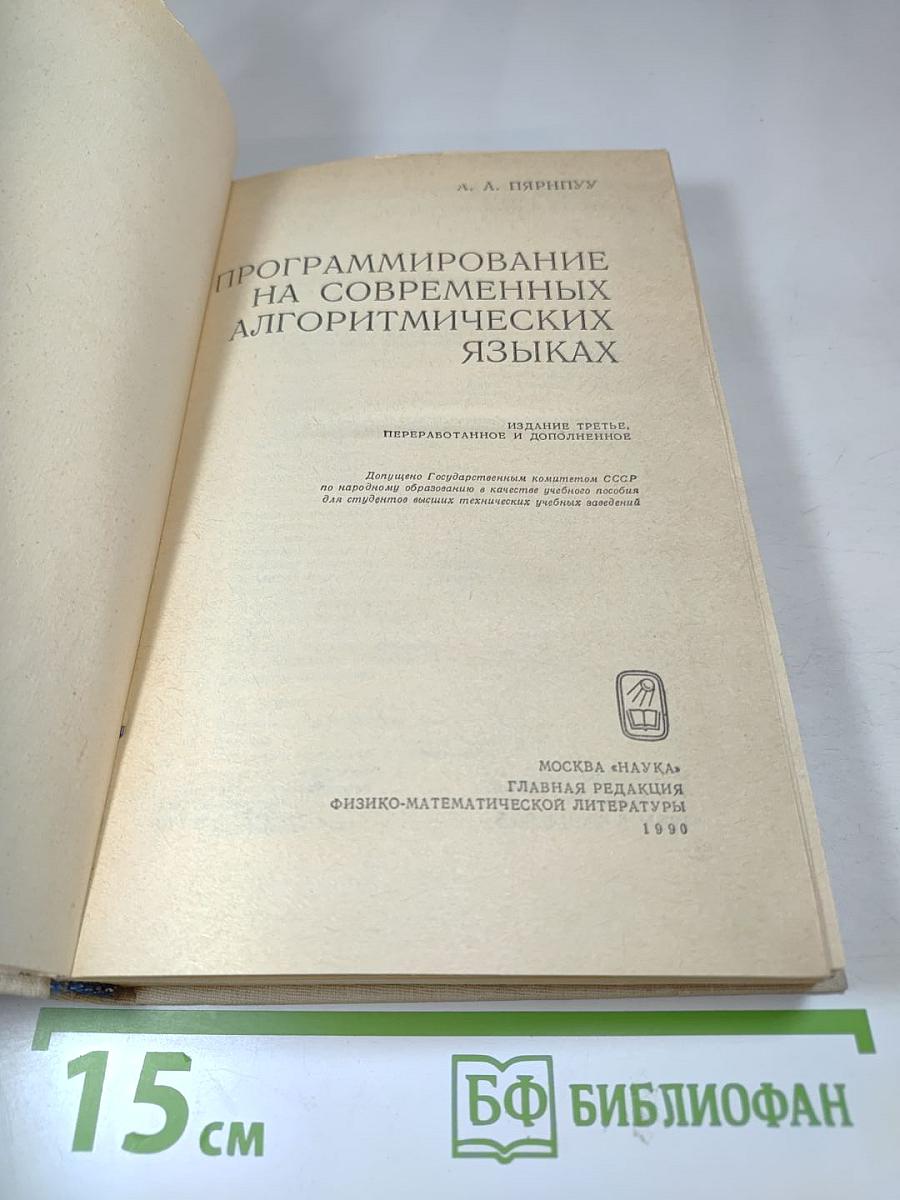 А. А. ПЯРНПУУ
ПРОГРАММИРОВАНИЕ
НА СОВРЕМЕННЫХ
АЛГОРИТМИЧЕСКИХ
ЯЗЫКАХ
ИЗДАНИЕ ТРЕТЬЕ,
ПЕРЕРАБОТАННОЕ И ДОПОЛНЕННОЕ
Допущено Государственным комитетом СССР
по народному образованию в качестве учебного пособия
для студентов высших технических учебных заведений
МОСКВА «НАУКА»
ГЛАВНАЯ РЕДАКЦИЯ
ФИЗИКО-МАТЕМАТИЧЕСКОЙ ЛИТЕРАТУРЫ
1990
15 см
БФ БИБЛИОФАН